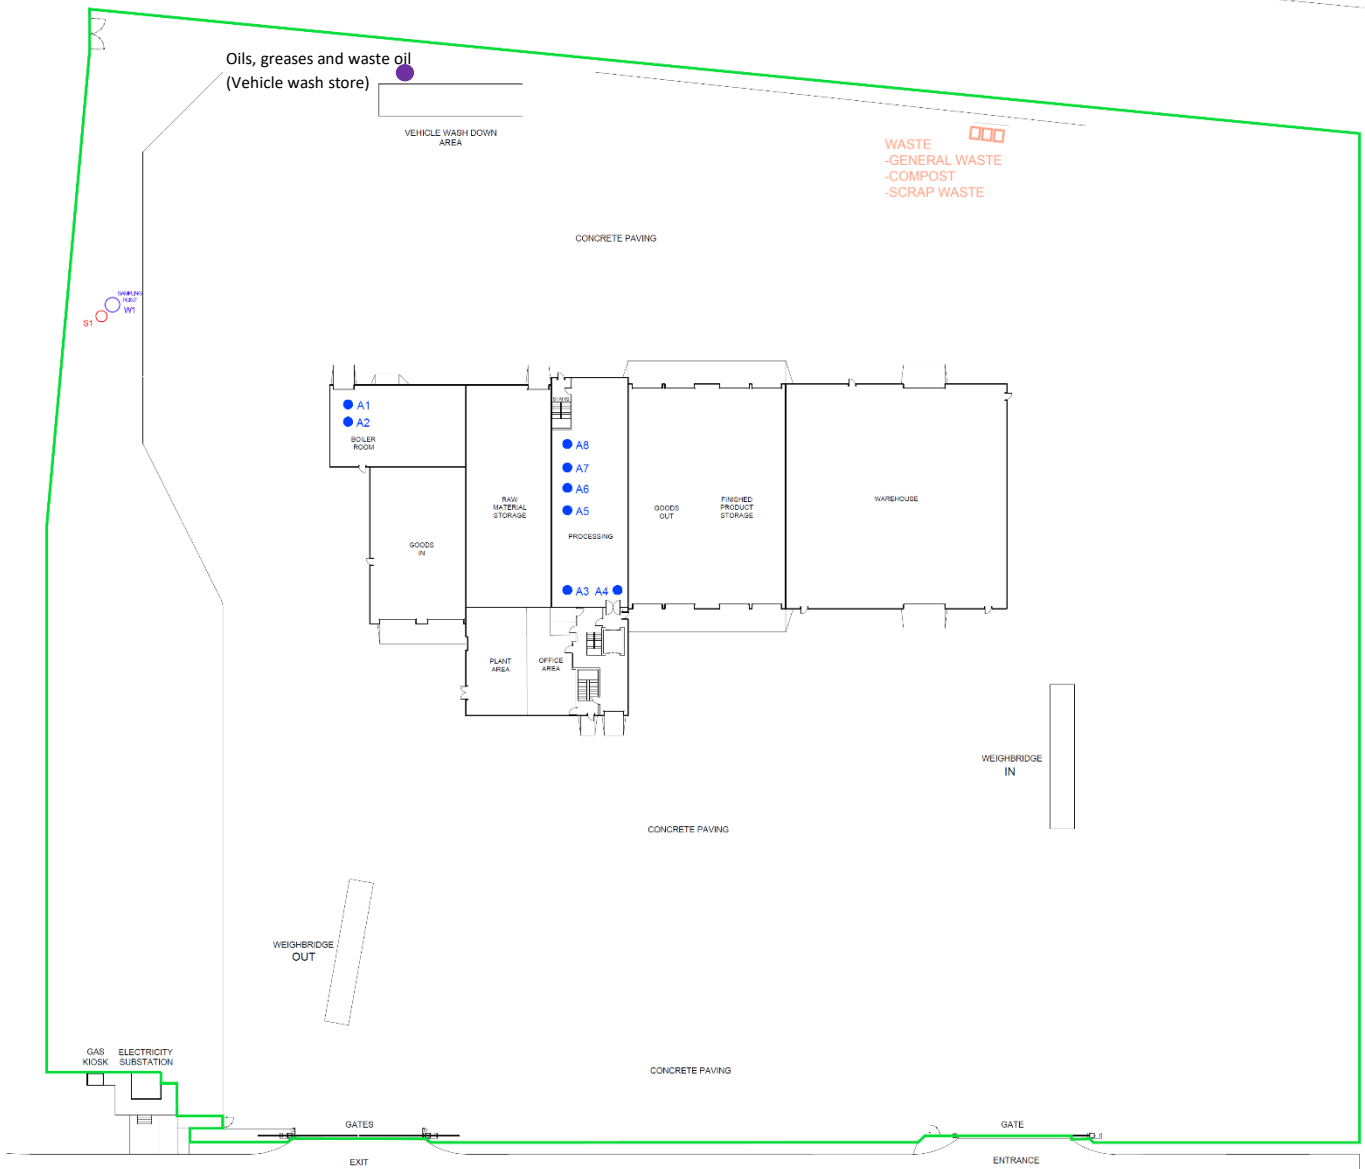 Oils, greases and waste oil
(Vehicle wash store)
VEHICLE WASH DOWN
AREA
WASTE
-GENERAL WASTE
-COMPOST
-SCRAP WASTE
CONCRETE PAVING
SAMPLING
POINT
W1
S1
A1
A2
BOILER
ROOM
STAIRS
A8
A7
A6
A5
PROCESSING
A3 A4
RAW
MATERIAL
STORAGE
GOODS
IN
GOODS
OUT
FINISHED
PRODUCT
STORAGE
WAREHOUSE
PLANT
AREA
OFFICE
AREA
WEIGHBRIDGE
IN
CONCRETE PAVING
WEIGHBRIDGE
OUT
GAS
KIOSK
ELECTRICITY
SUBSTATION
CONCRETE PAVING
GATES
EXIT
GATE
ENTRANCE